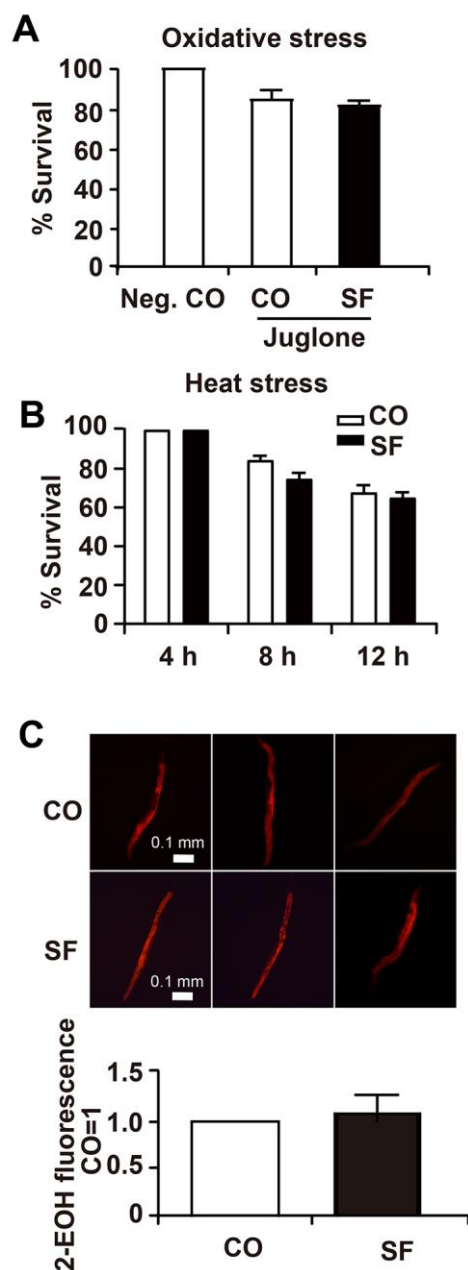 A
Oxidative stress
% Survival
100
80
60
40
20
0
Neg. CO CO SF
Juglone
Heat stress
B
CO
SF
% Survival
100
80
60
40
20
0
4 h 8 h 12 h
C
CO
0.1 mm
SF
0.1 mm
2-EOH fluorescence
CO=1
1.5
1.0
0.5
0
CO SF